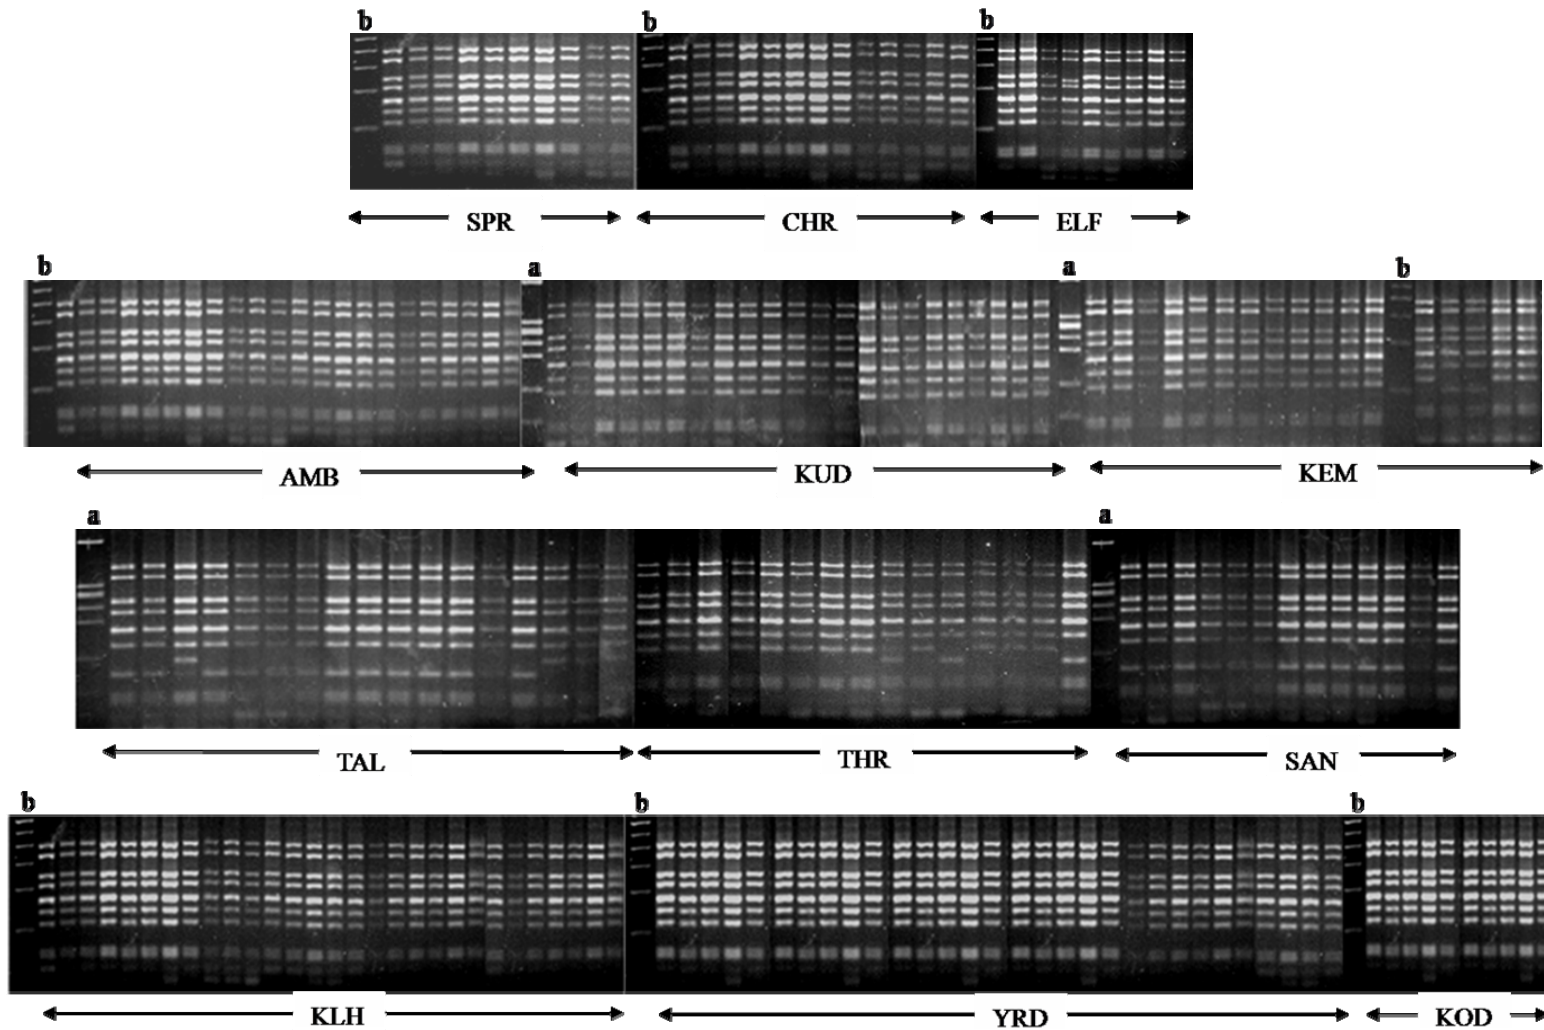 b b b
SPR CHR ELF
b a a b
AMB KUD KEM
a a
TAL THR SAN
b b b
KLH YRD KOD